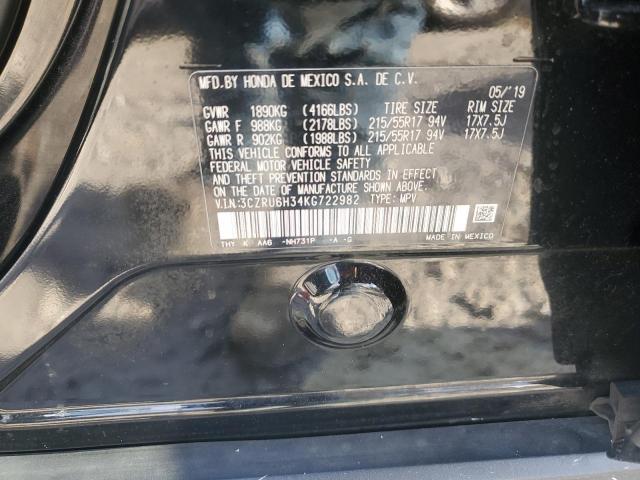 MFD.BY HONDA DE MEXICO S.A. DE C.V.
05/'19
GVWR 1890KG (4166LBS) TIRE SIZE RIM SIZE
GAWR F 988KG (2178LBS) 215/55R17 94V 17X7.5J
GAWR R 902KG (1988LBS) 215/55R17 94V 17X7.5J
THIS VEHICLE CONFORMS TO ALL APPLICABLE
FEDERAL MOTOR VEHICLE SAFETY
AND THEFT PREVENTION STANDARDS IN EFFECT
ON THE DATE OF MANUFACTURE SHOWN ABOVE.
V.I.N:3CZRU6H34KG722982 TYPE: MPV
THY K AA6 -NH731P -A -G MADE IN MEXICO